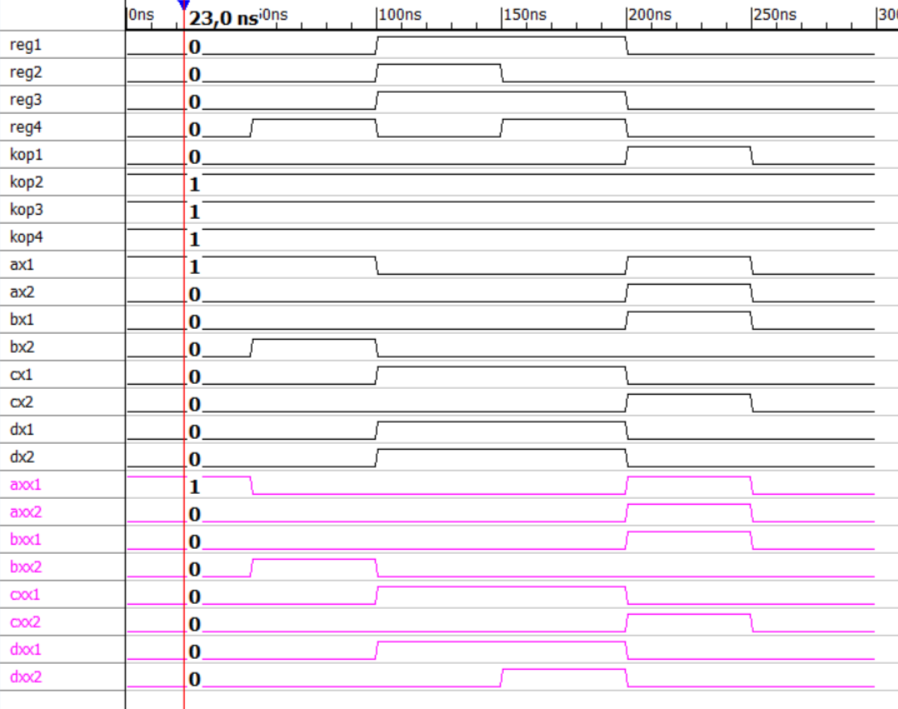 0ns 23,0 ns 0ns 100ns 150ns 200ns 250ns 300
reg1 0
reg2 0
reg3 0
reg4 0
kop1 0
kop2 1
kop3 1
kop4 1
ax1 1
ax2 0
bx1 0
bx2 0
cx1 0
cx2 0
dx1 0
dx2 0
axx1 1
axx2 0
bxx1 0
bxx2 0
cxx1 0
cxx2 0
dxx1 0
dxx2 0